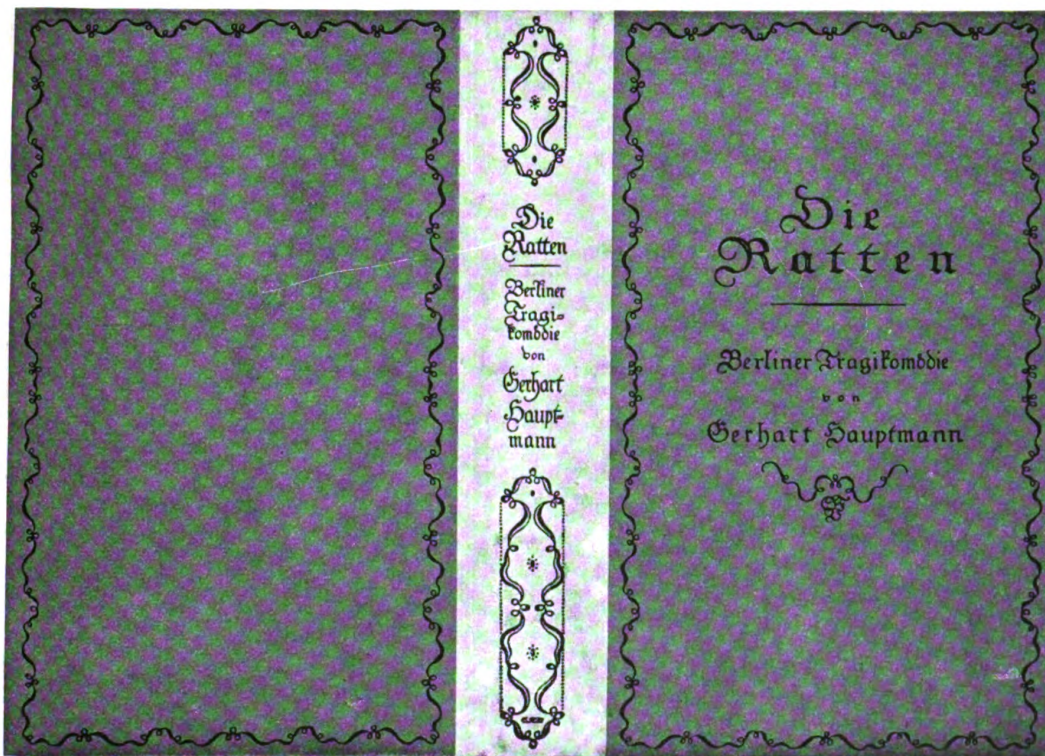 Die
Ratten
Berliner
Tragi=
komödie
von
Gerhart
Haupt=
mann
Die
Ratten
Berliner Tragikomödie
von
Gerhart Hauptmann